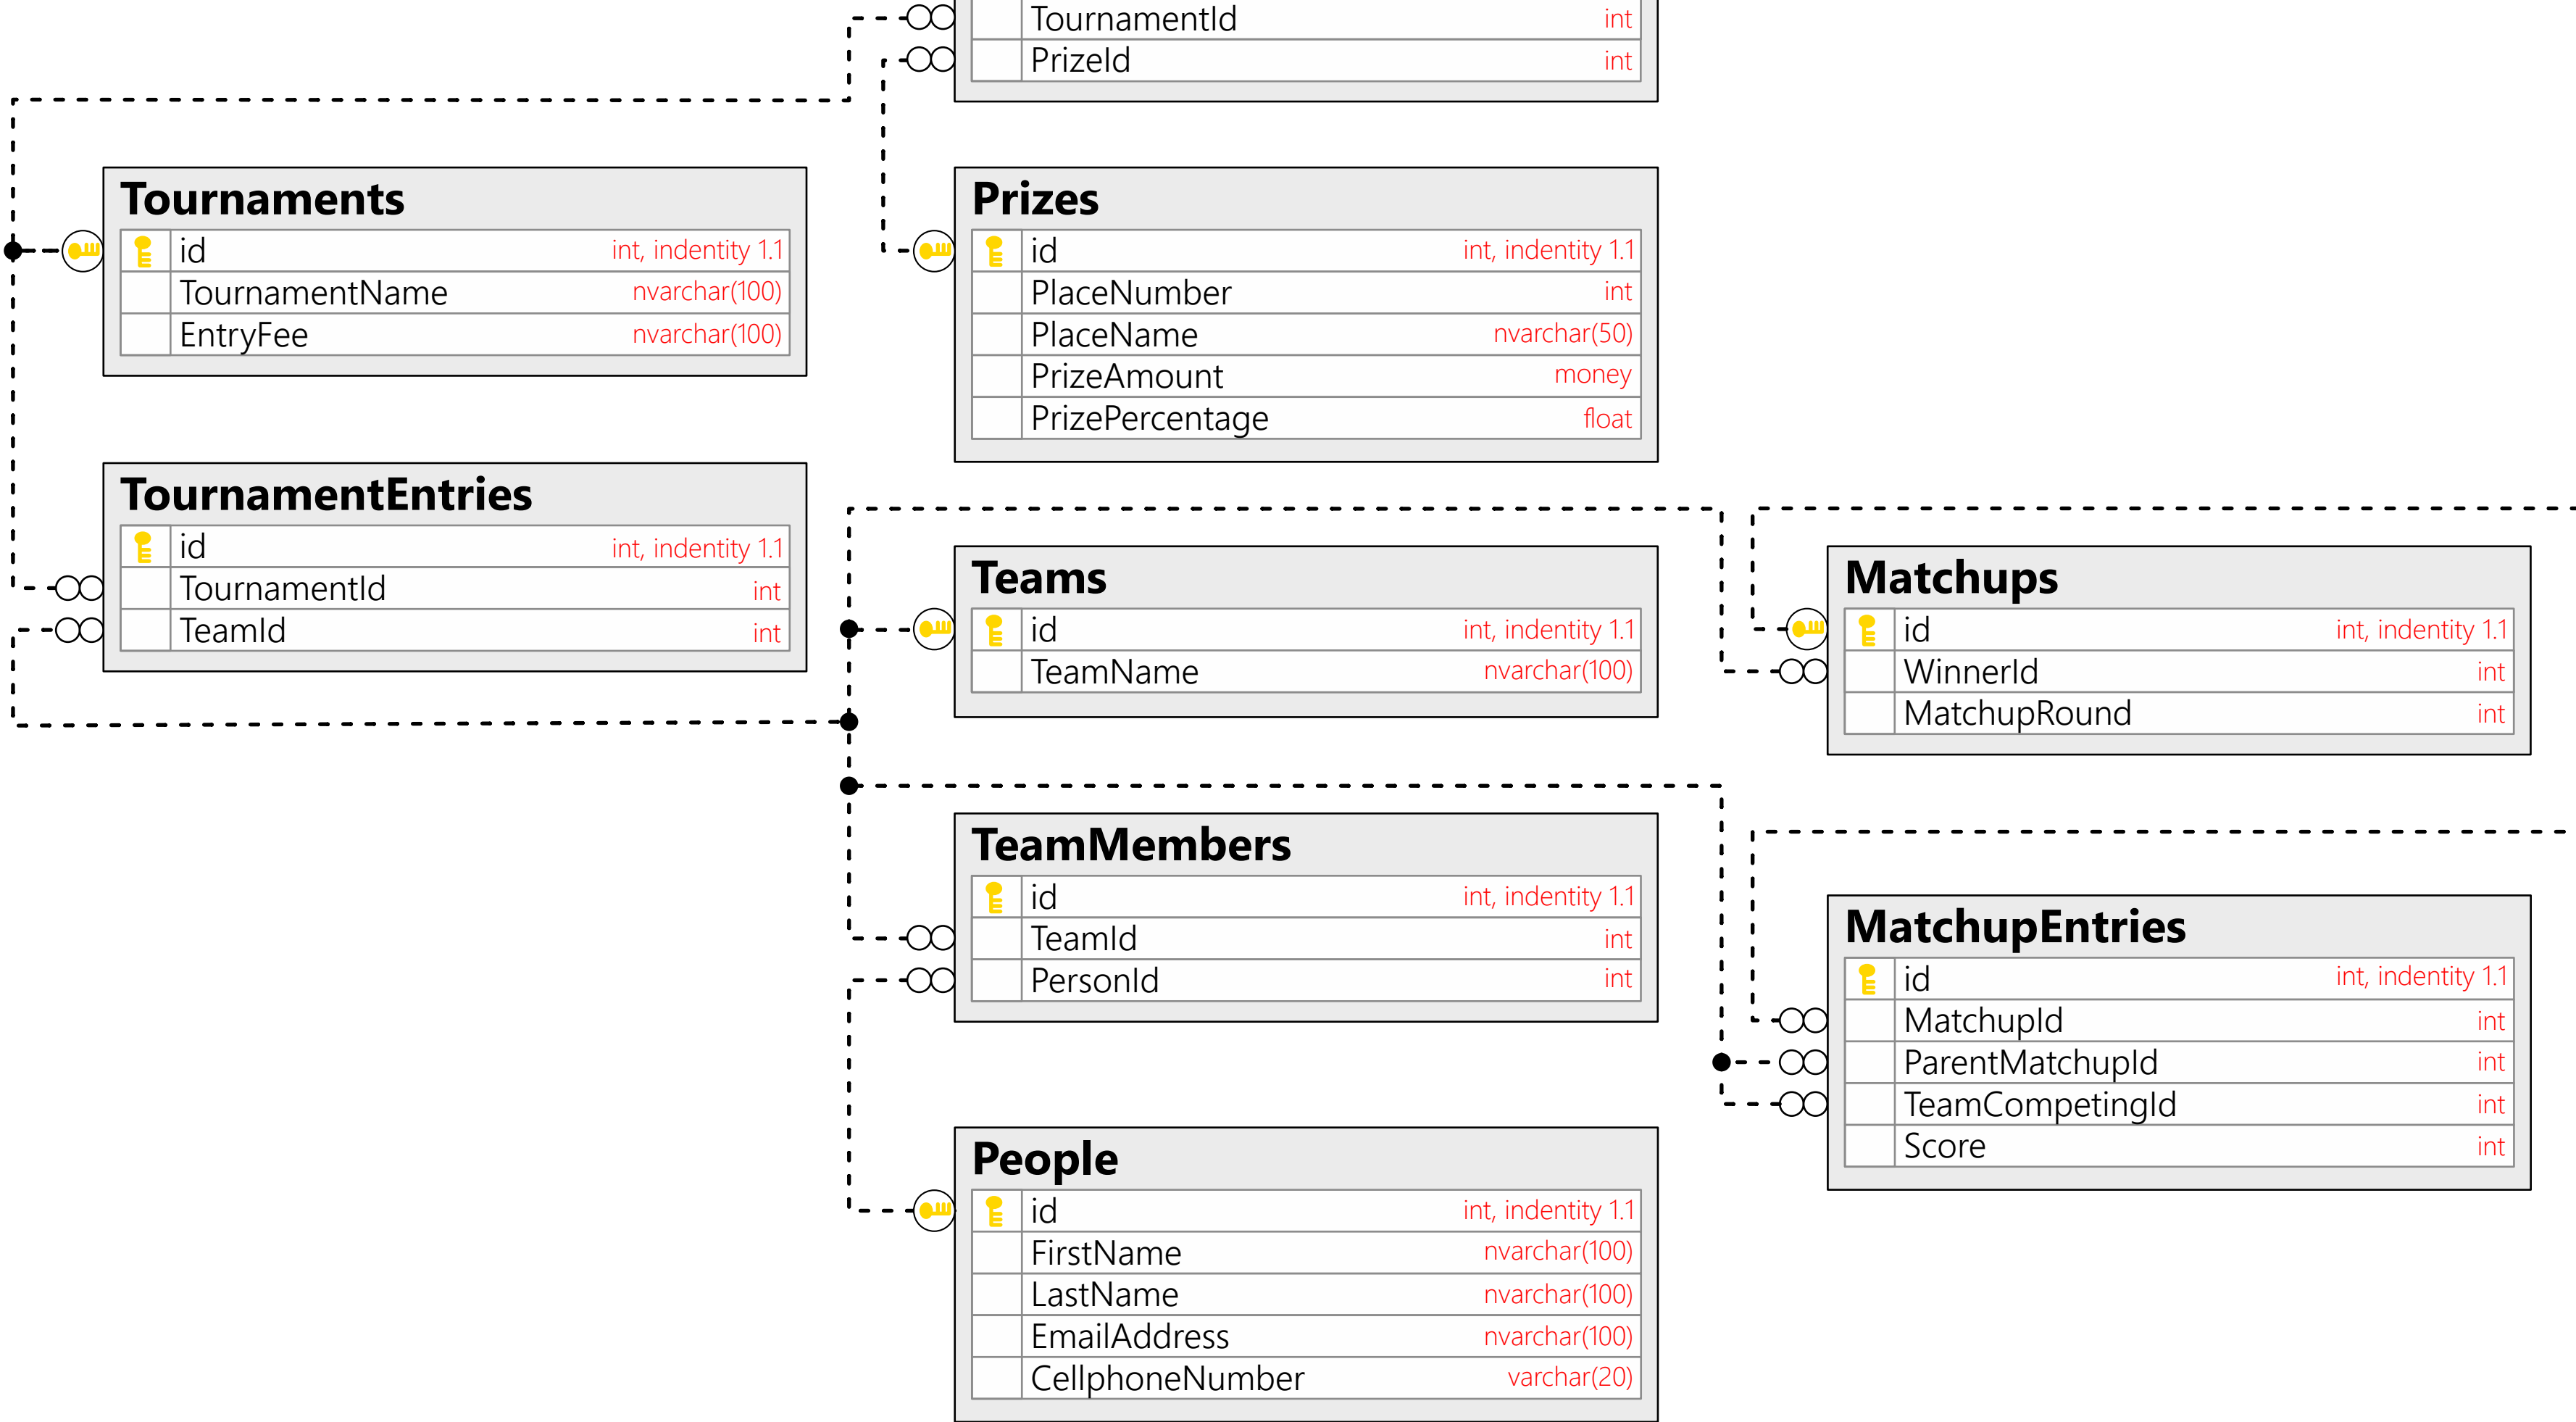 TournamentId int
PrizeId int
Tournaments
id int, indentity 1.1
TournamentName nvarchar(100)
EntryFee nvarchar(100)
Prizes
id int, indentity 1.1
PlaceNumber int
PlaceName nvarchar(50)
PrizeAmount money
PrizePercentage float
TournamentEntries
id int, indentity 1.1
TournamentId int
TeamId int
Teams
id int, indentity 1.1
TeamName nvarchar(100)
Matchups
id int, indentity 1.1
WinnerId int
MatchupRound int
TeamMembers
id int, indentity 1.1
TeamId int
PersonId int
MatchupEntries
id int, indentity 1.1
MatchupId int
ParentMatchupId int
TeamCompetingId int
Score int
People
id int, indentity 1.1
FirstName nvarchar(100)
LastName nvarchar(100)
EmailAddress nvarchar(100)
CellphoneNumber varchar(20)